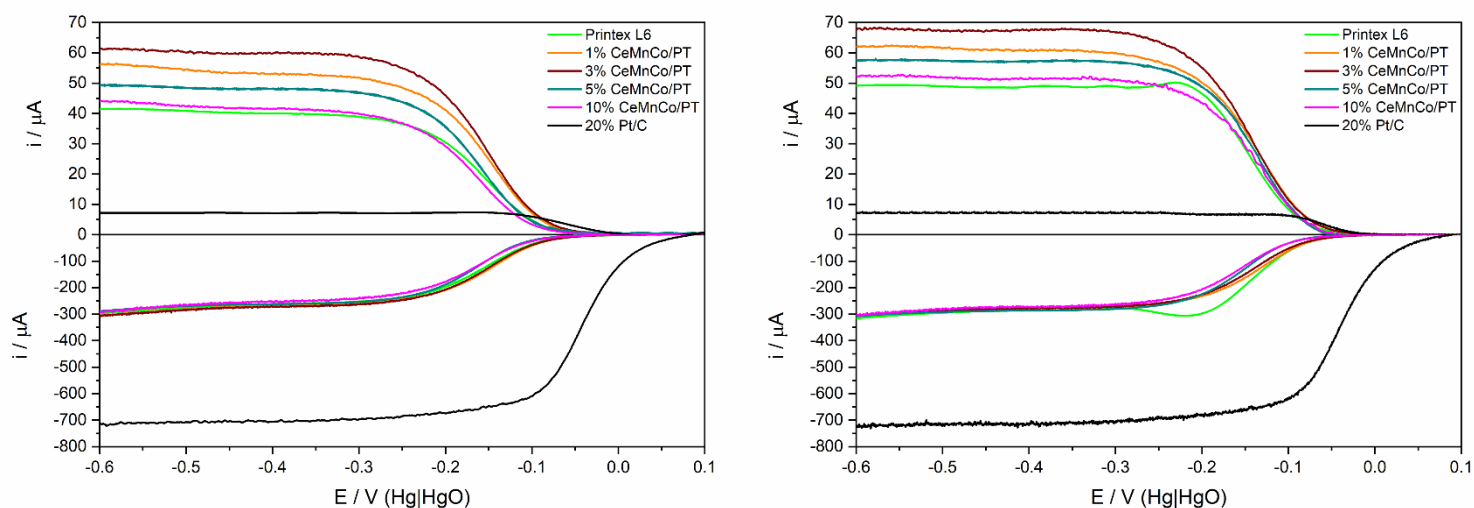 70
60
50
40
30
20
10
0
-100
-200
-300
-400
-500
-600
-700
-800
i / µA
i / µA
-0.6 -0.5 -0.4 -0.3 -0.2 -0.1 0.0 0.1
E / V (Hg|HgO)
Printex L6
1% CeMnCo/PT
3% CeMnCo/PT
5% CeMnCo/PT
10% CeMnCo/PT
20% Pt/C
70
60
50
40
30
20
10
0
-100
-200
-300
-400
-500
-600
-700
-800
i / µA
i / µA
-0.6 -0.5 -0.4 -0.3 -0.2 -0.1 0.0 0.1
E / V (Hg|HgO)
Printex L6
1% CeMnCo/PT
3% CeMnCo/PT
5% CeMnCo/PT
10% CeMnCo/PT
20% Pt/C